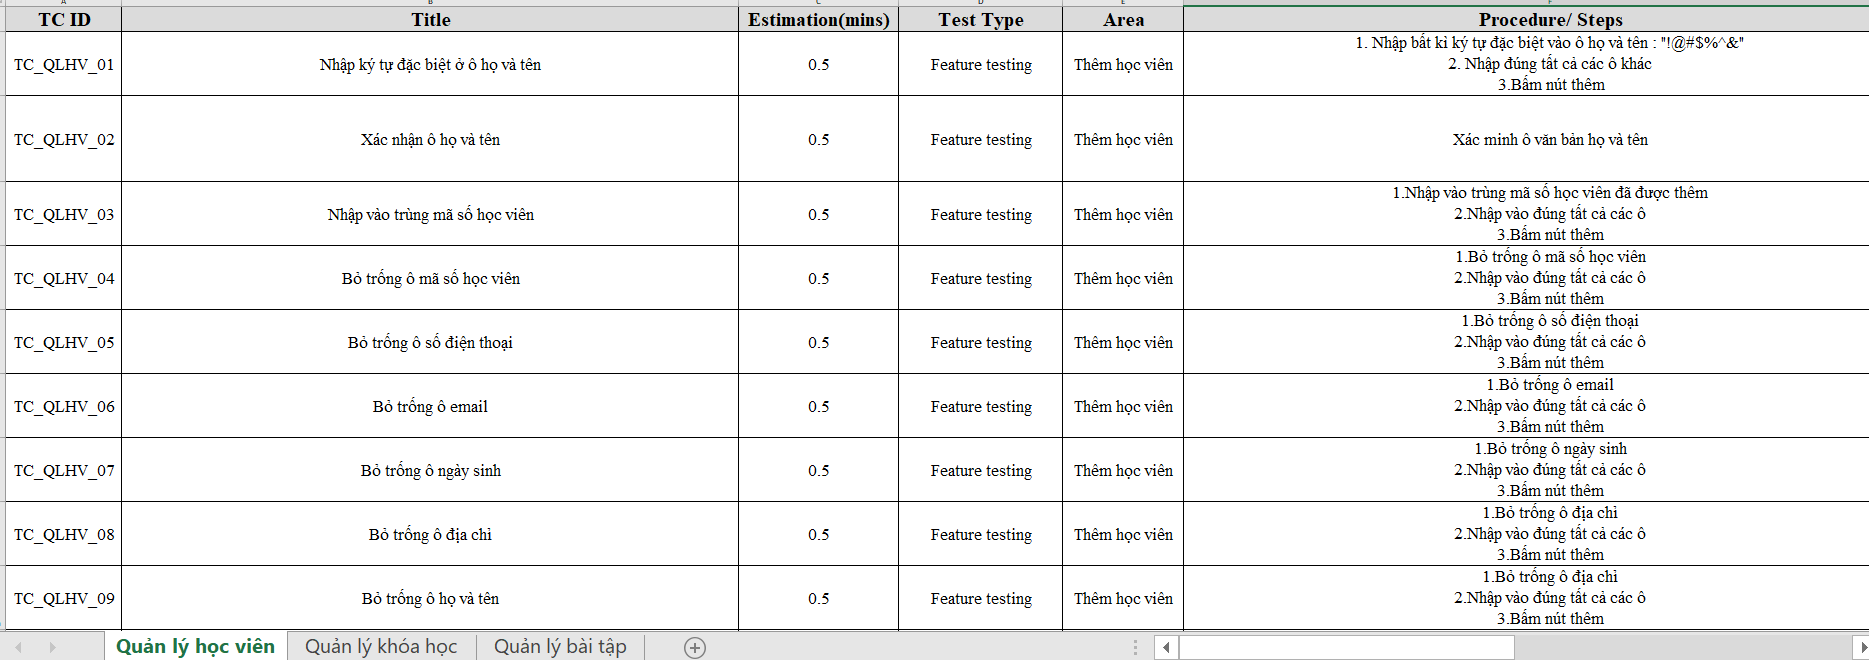 TC ID Title Estimation(mins) Test Type Area Procedure/ Steps
TC_QLHV_01 Nhập ký tự đặc biệt ở ô họ và tên 0.5 Feature testing Thêm học viên 1. Nhập bất kì ký tự đặc biệt vào ô họ và tên : "!@#$%^&"
2. Nhập đúng tất cả các ô khác
3.Bấm nút thêm
TC_QLHV_02 Xác nhận ô họ và tên 0.5 Feature testing Thêm học viên Xác minh ô văn bản họ và tên
TC_QLHV_03 Nhập vào trùng mã số học viên 0.5 Feature testing Thêm học viên 1.Nhập vào trùng mã số học viên đã được thêm
2.Nhập vào đúng tất cả các ô
3.Bấm nút thêm
TC_QLHV_04 Bỏ trống ô mã số học viên 0.5 Feature testing Thêm học viên 1.Bỏ trống ô mã số học viên
2.Nhập vào đúng tất cả các ô
3.Bấm nút thêm
TC_QLHV_05 Bỏ trống ô số điện thoại 0.5 Feature testing Thêm học viên 1.Bỏ trống ô số điện thoại
2.Nhập vào đúng tất cả các ô
3.Bấm nút thêm
TC_QLHV_06 Bỏ trống ô email 0.5 Feature testing Thêm học viên 1.Bỏ trống ô email
2.Nhập vào đúng tất cả các ô
3.Bấm nút thêm
TC_QLHV_07 Bỏ trống ô ngày sinh 0.5 Feature testing Thêm học viên 1.Bỏ trống ô ngày sinh
2.Nhập vào đúng tất cả các ô
3.Bấm nút thêm
TC_QLHV_08 Bỏ trống ô địa chỉ 0.5 Feature testing Thêm học viên 1.Bỏ trống ô địa chỉ
2.Nhập vào đúng tất cả các ô
3.Bấm nút thêm
TC_QLHV_09 Bỏ trống ô họ và tên 0.5 Feature testing Thêm học viên 1.Bỏ trống ô địa chỉ
2.Nhập vào đúng tất cả các ô
3.Bấm nút thêm
Quản lý học viên Quản lý khóa học Quản lý bài tập